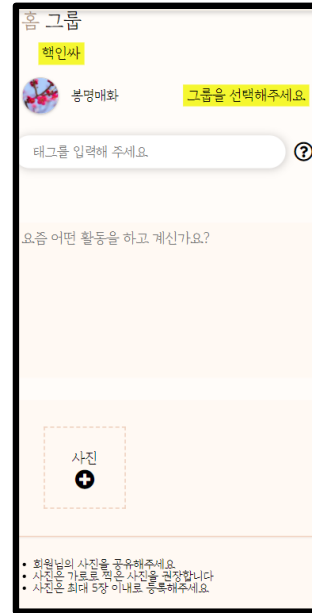 홈 그룹
핵인싸
봉명매화 그룹을 선택해주세요.
태그를 입력해 주세요.
요즘 어떤 활동을 하고 계신가요?
사진
• 회원님의 사진을 공유해주세요.
• 사진은 가로로 찍은 사진을 권장합니다
• 사진은 최대 5장 이내로 등록해주세요.